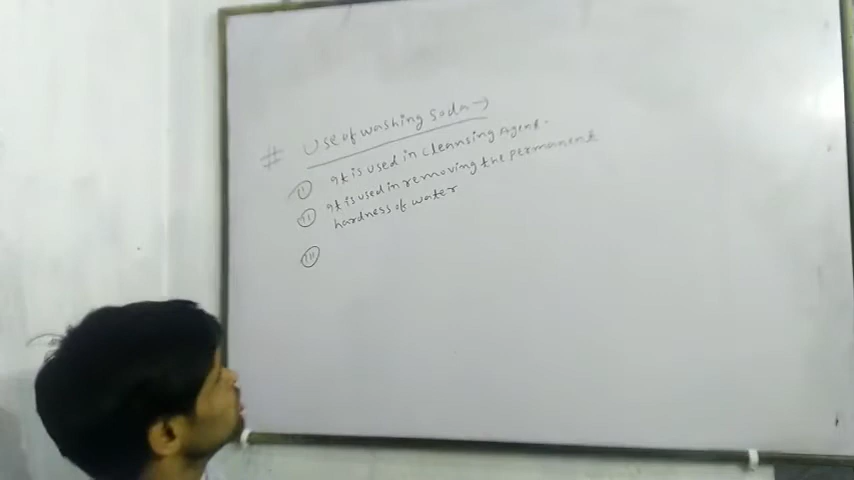 # Use of washing soda →
(i) It is used in cleansing Agent.
(ii) It is used in removing the permanent
hardness of water
(iii)